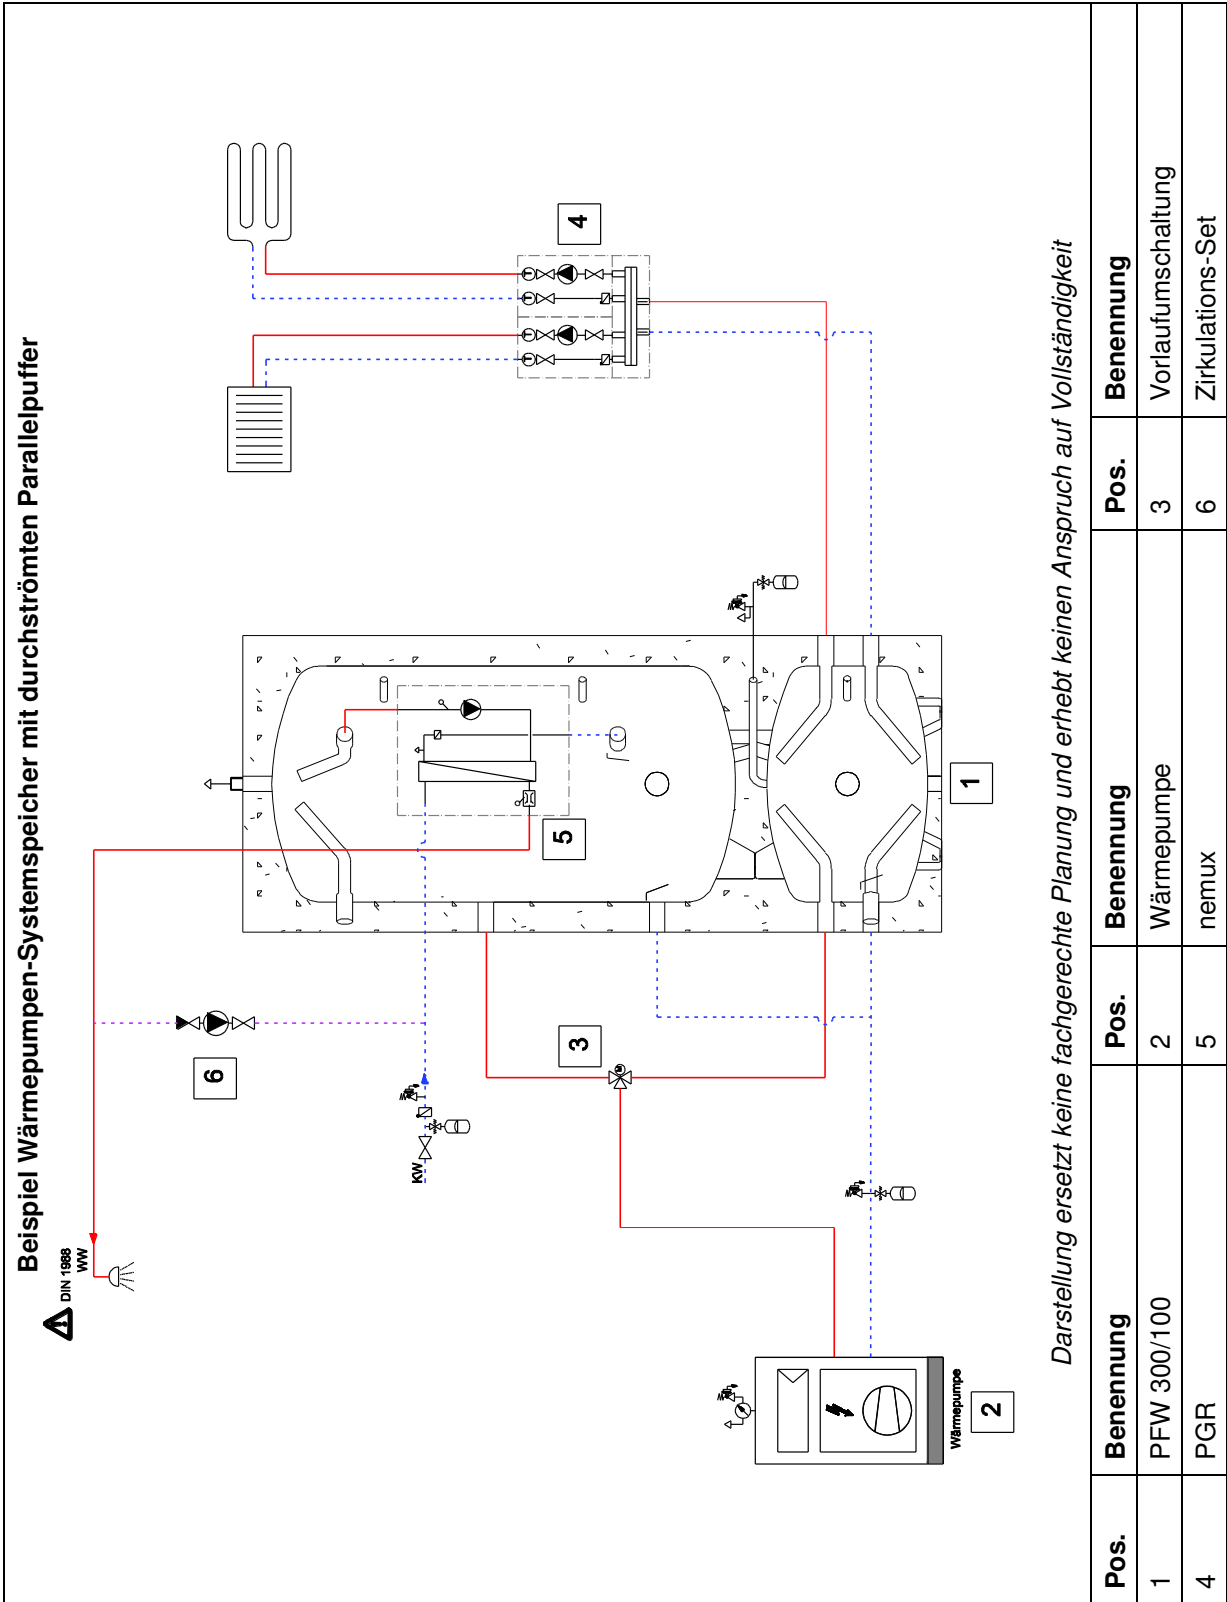 Beispiel Wärmepumpen-Systemspeicher mit durchströmten Parallelpuffer
DIN 1988
WW
6
KW
3
5
4
1
2
Wärmepumpe
Darstellung ersetzt keine fachgerechte Planung und erhebt keinen Anspruch auf Vollständigkeit
Pos. Benennung Pos. Benennung Pos. Benennung
1 PFW 300/100 2 Wärmepumpe 3 Vorlaufumschaltung
4 PGR 5 nemux 6 Zirkulations-Set